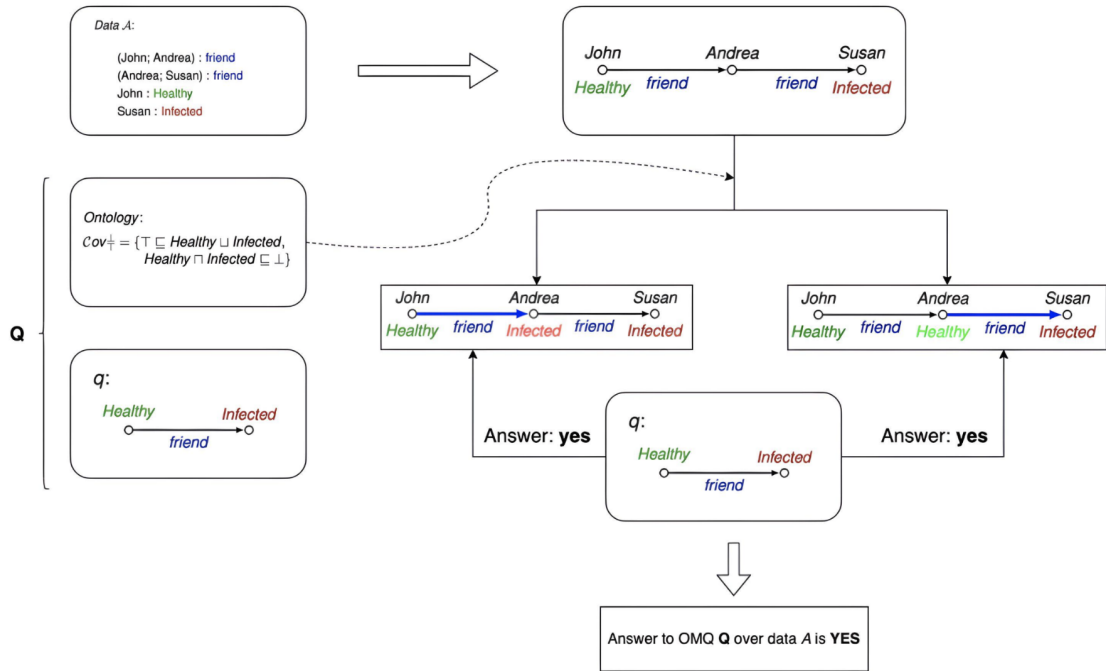 Data 𝒜:
(John; Andrea) : friend
(Andrea; Susan) : friend
John : Healthy
Susan : Infected
John Andrea Susan
friend friend
Healthy Infected
Q
Ontology:
𝒞ov⊥⊤ = {⊤ ⊑ Healthy ⊔ Infected,
Healthy ⊓ Infected ⊑ ⊥}
John Andrea Susan
Healthy friend Infected friend Infected
John Andrea Susan
Healthy friend Healthy friend Infected
q:
Healthy Infected
friend
Answer: yes
q:
Healthy Infected
friend
Answer: yes
Answer to OMQ Q over data A is YES